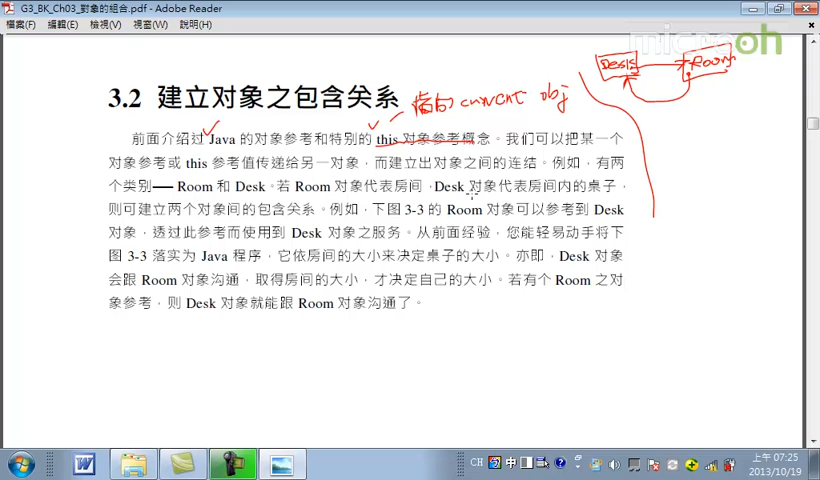 G3_BK_Ch03_對象的組合.pdf - Adobe Reader
檔案(F) 編輯(E) 檢視(V) 視窗(W) 說明(H)
microoh
Desk Room
3.2 建立对象之包含关系
指向 current obj
前面介绍过 Java 的对象参考和特别的 this 对象参考概念。我们可以把某一个
对象参考或 this 参考值传递给另一对象，而建立出对象之间的连结。例如，有两
个类别── Room 和 Desk。若 Room 对象代表房间，Desk 对象代表房间内的桌子，
则可建立两个对象间的包含关系。例如，下图 3-3 的 Room 对象可以参考到 Desk
对象，透过此参考而使用到 Desk 对象之服务。从前面经验，您能轻易动手将下
图 3-3 落实为 Java 程序，它依房间的大小来决定桌子的大小。亦即，Desk 对象
会跟 Room 对象沟通，取得房间的大小，才决定自己的大小。若有个 Room 之对
象参考，则 Desk 对象就能跟 Room 对象沟通了。
CH 中
上午 07:25
2013/10/19